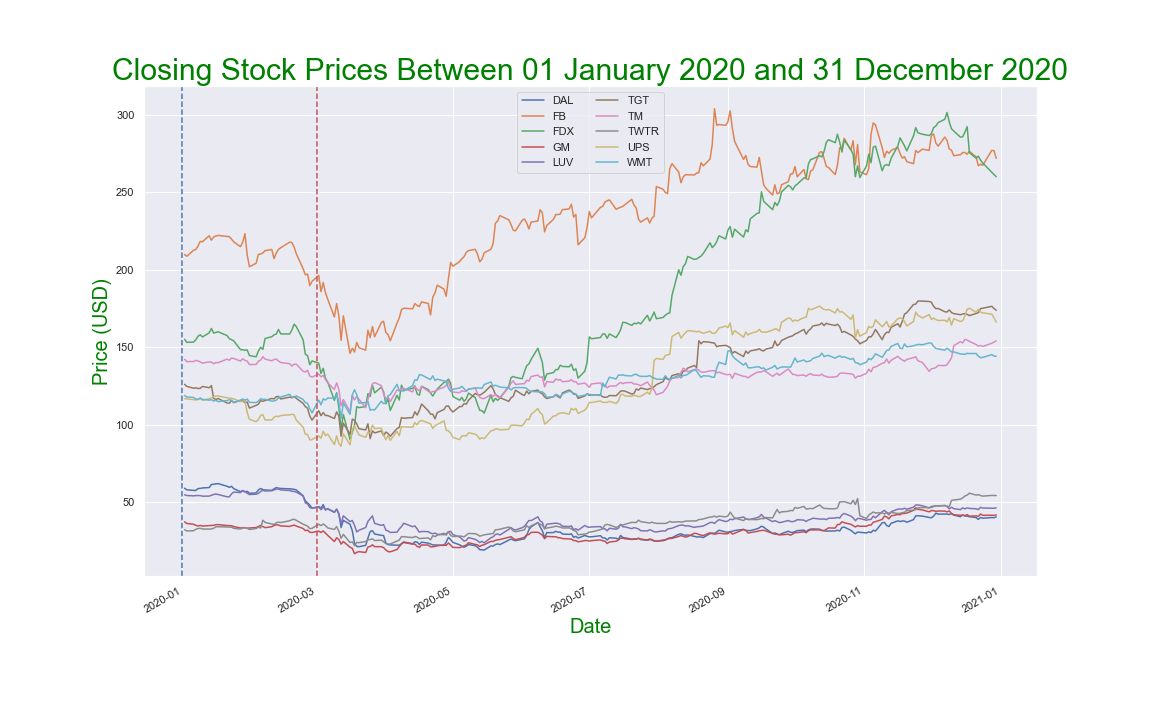 Closing Stock Prices Between 01 January 2020 and 31 December 2020
DAL
FB
FDX
GM
LUV
TGT
TM
TWTR
UPS
WMT
300
250
200
150
100
50
Price (USD)
2020-01
2020-03
2020-05
2020-07
2020-09
2020-11
2021-01
Date